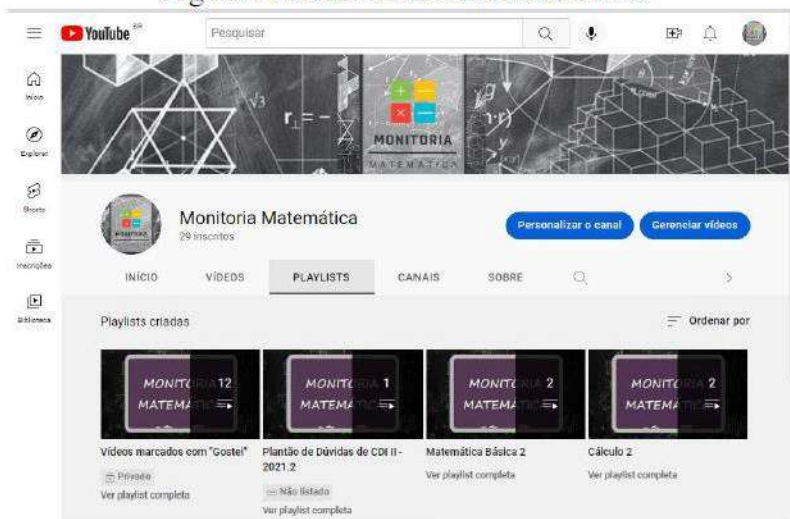 YouTube BR
Pesquisar
Início
Explorar
Shorts
Inscrições
Biblioteca
√3
MONITORIA
MATEMÁTICA
Monitoria Matemática
29 inscritos
Personalizar o canal
Gerenciar vídeos
INÍCIO VÍDEOS PLAYLISTS CANAIS SOBRE
Playlists criadas
Ordenar por
12
1
2
2
Vídeos marcados com "Gostei"
Privado
Ver playlist completa
Plantão de Dúvidas de CDI II -
2021.2
Não listado
Ver playlist completa
Matemática Básica 2
Ver playlist completa
Cálculo 2
Ver playlist completa